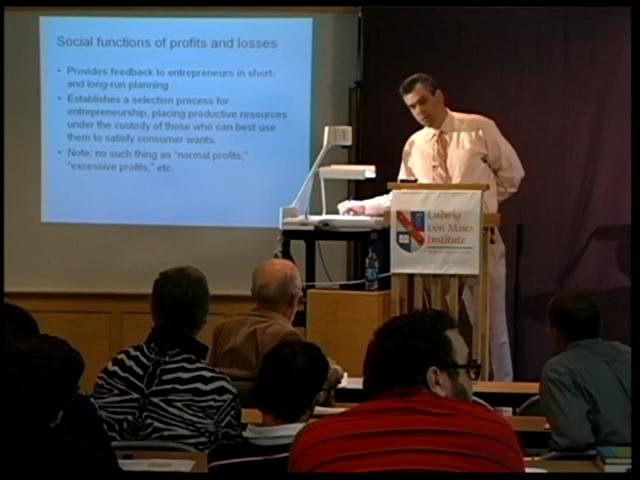 Social functions of profits and losses
• Provides feedback to entrepreneurs in short-
and long-run planning
• Establishes a selection process for
entrepreneurship, placing productive resources
under the custody of those who can best use
them to satisfy consumer wants.
• Note: no such thing as "normal profits,"
"excessive profits," etc.
Ludwig
von Mises
Institute